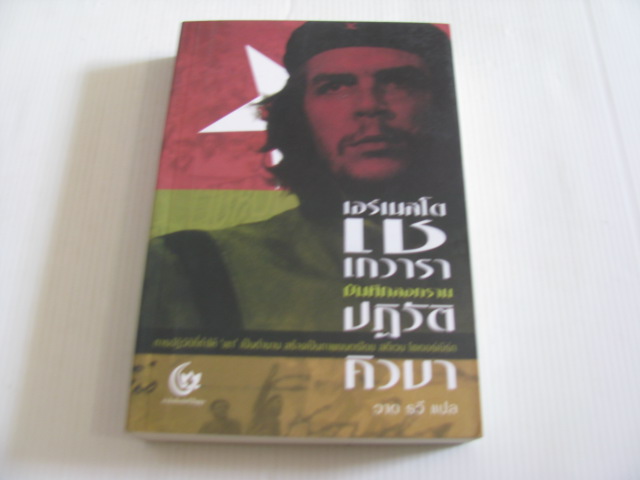 เออร์เนสโต
เช
เกวารา
บันทึกสงคราม
ปฏิวัติ
คิวบา
วาด รวี แปล